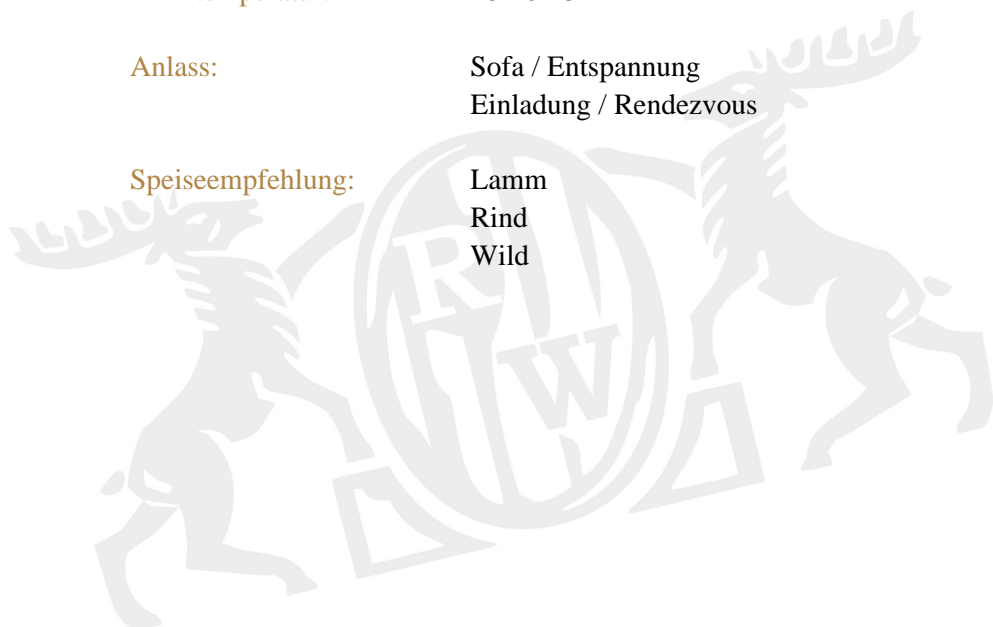 Anlass:
Sofa / Entspannung
Einladung / Rendezvous
Speiseempfehlung:
Lamm
Rind
Wild
R
W